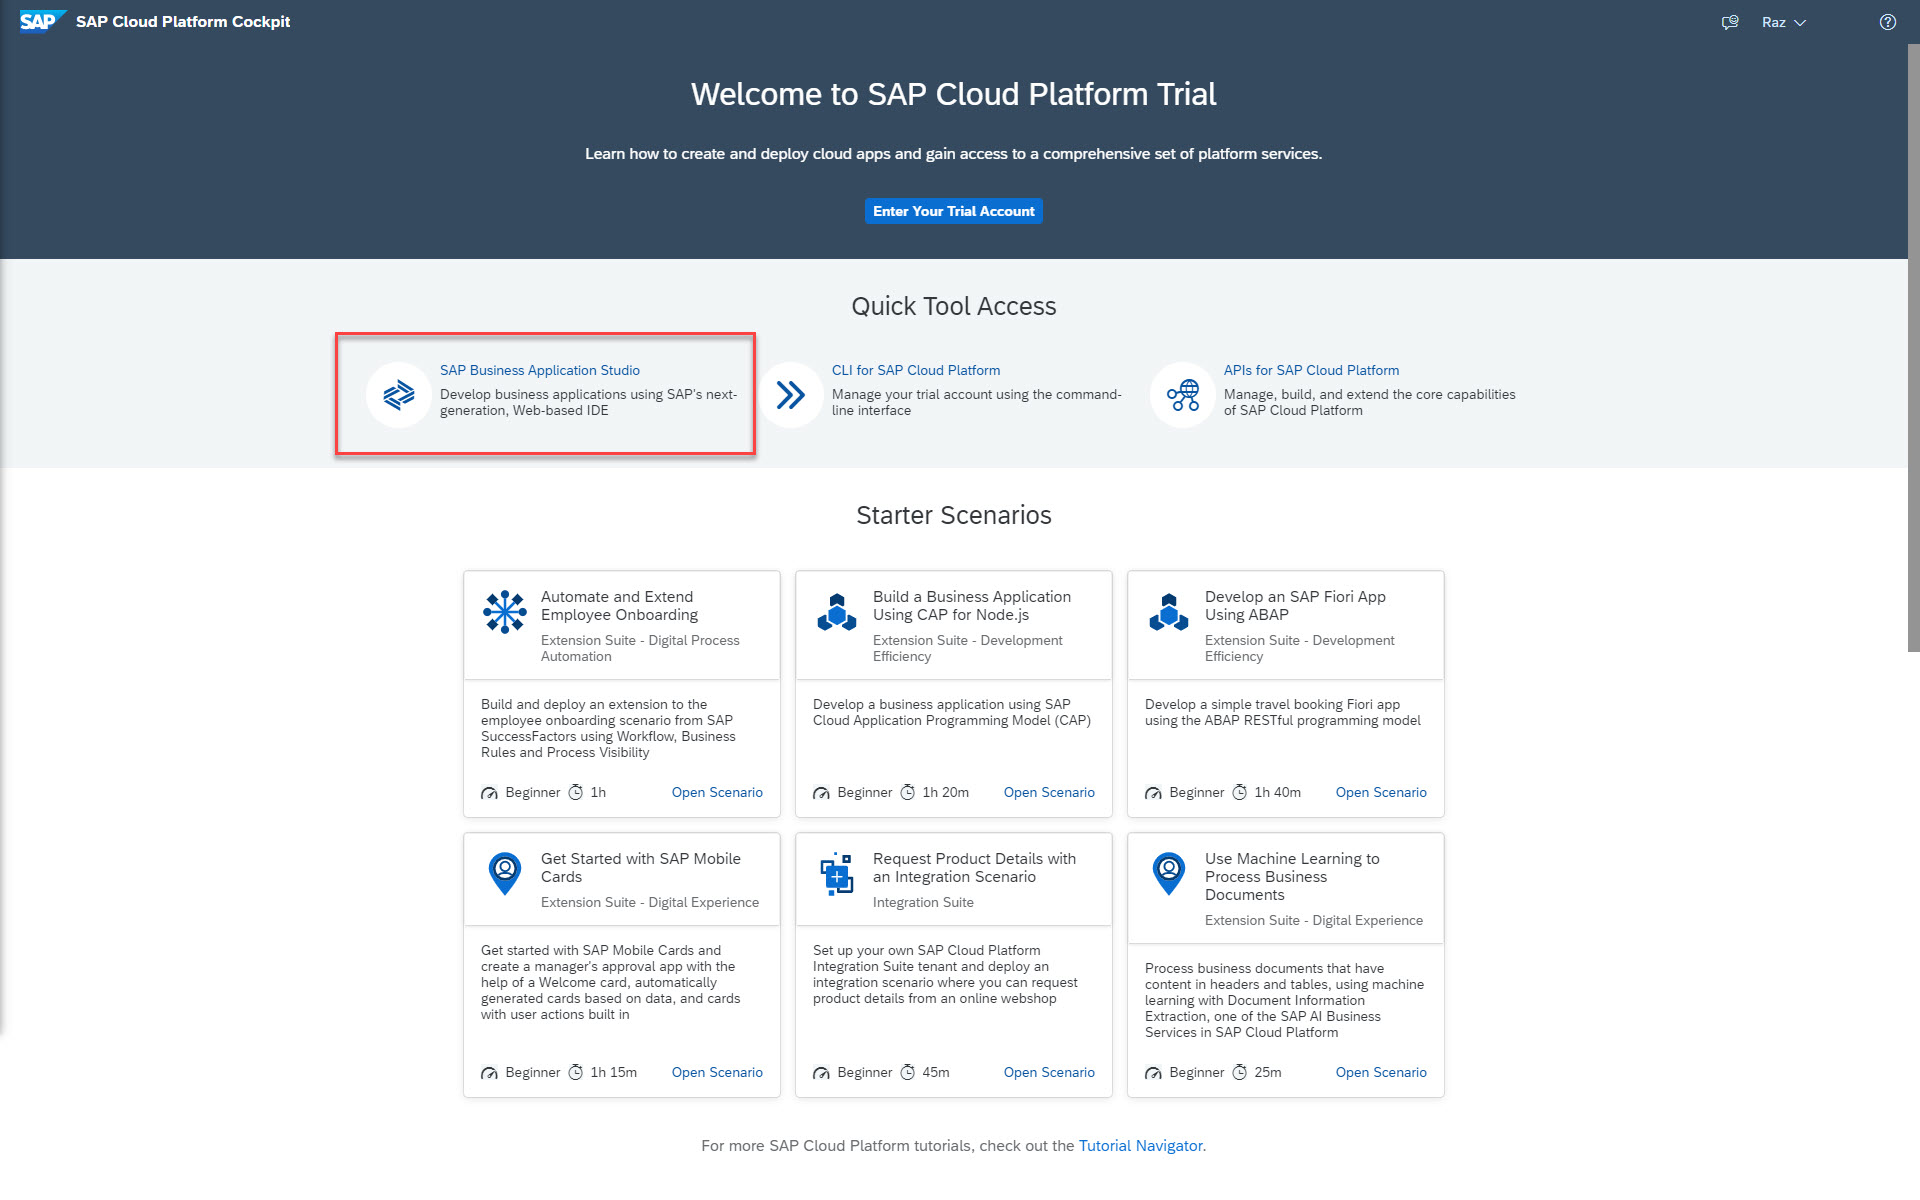 SAP SAP Cloud Platform Cockpit
Raz
Welcome to SAP Cloud Platform Trial
Learn how to create and deploy cloud apps and gain access to a comprehensive set of platform services.
Enter Your Trial Account
Quick Tool Access
SAP Business Application Studio
Develop business applications using SAP's next-
generation, Web-based IDE
CLI for SAP Cloud Platform
Manage your trial account using the command-
line interface
APIs for SAP Cloud Platform
Manage, build, and extend the core capabilities
of SAP Cloud Platform
Starter Scenarios
Automate and Extend
Employee Onboarding
Extension Suite - Digital Process
Automation
Build and deploy an extension to the
employee onboarding scenario from SAP
SuccessFactors using Workflow, Business
Rules and Process Visibility
Beginner 1h Open Scenario
Build a Business Application
Using CAP for Node.js
Extension Suite - Development
Efficiency
Develop a business application using SAP
Cloud Application Programming Model (CAP)
Beginner 1h 20m Open Scenario
Develop an SAP Fiori App
Using ABAP
Extension Suite - Development
Efficiency
Develop a simple travel booking Fiori app
using the ABAP RESTful programming model
Beginner 1h 40m Open Scenario
Get Started with SAP Mobile
Cards
Extension Suite - Digital Experience
Get started with SAP Mobile Cards and
create a manager's approval app with the
help of a Welcome card, automatically
generated cards based on data, and cards
with user actions built in
Beginner 1h 15m Open Scenario
Request Product Details with
an Integration Scenario
Integration Suite
Set up your own SAP Cloud Platform
Integration Suite tenant and deploy an
integration scenario where you can request
product details from an online webshop
Beginner 45m Open Scenario
Use Machine Learning to
Process Business
Documents
Extension Suite - Digital Experience
Process business documents that have
content in headers and tables, using machine
learning with Document Information
Extraction, one of the SAP AI Business
Services in SAP Cloud Platform
Beginner 25m Open Scenario
For more SAP Cloud Platform tutorials, check out the Tutorial Navigator.